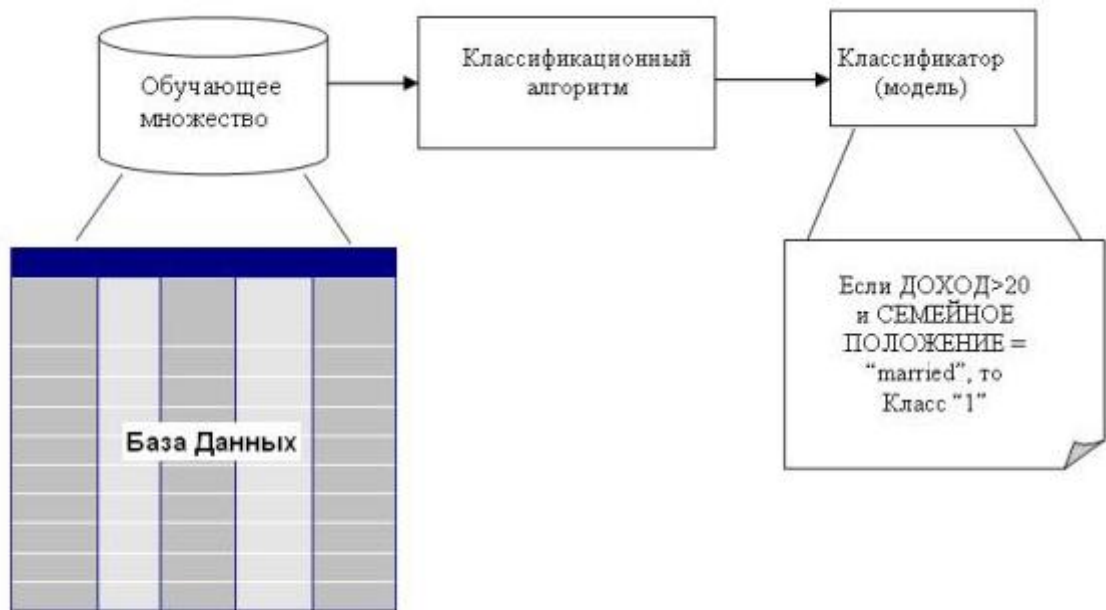 Обучающее
множество
Классификационный
алгоритм
Классификатор
(модель)
База Данных
Если ДОХОД>20
и СЕМЕЙНОЕ
ПОЛОЖЕНИЕ =
“married”, то
Класс “1”